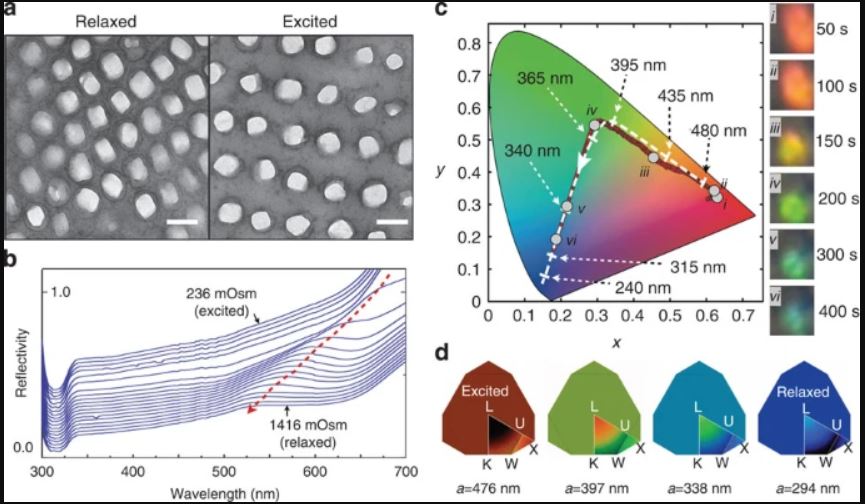 a
Relaxed
Excited
b
1.0
236 mOsm
(excited)
Reflectivity
1416 mOsm
(relaxed)
0.0
300
400
500
600
700
Wavelength (nm)
c
0.8
0.7
0.6
0.5
0.4
0.3
0.2
0.1
0
y
365 nm
395 nm
435 nm
480 nm
340 nm
315 nm
240 nm
iv
iii
ii
i
v
vi
0 0.1 0.2 0.3 0.4 0.5 0.6 0.7
x
i
50 s
ii
100 s
iii
150 s
iv
200 s
v
300 s
vi
400 s
d
Excited
L
U
X
K W
a=476 nm
L
U
X
K W
a=397 nm
L
U
X
K W
a=338 nm
Relaxed
L
U
X
K W
a=294 nm